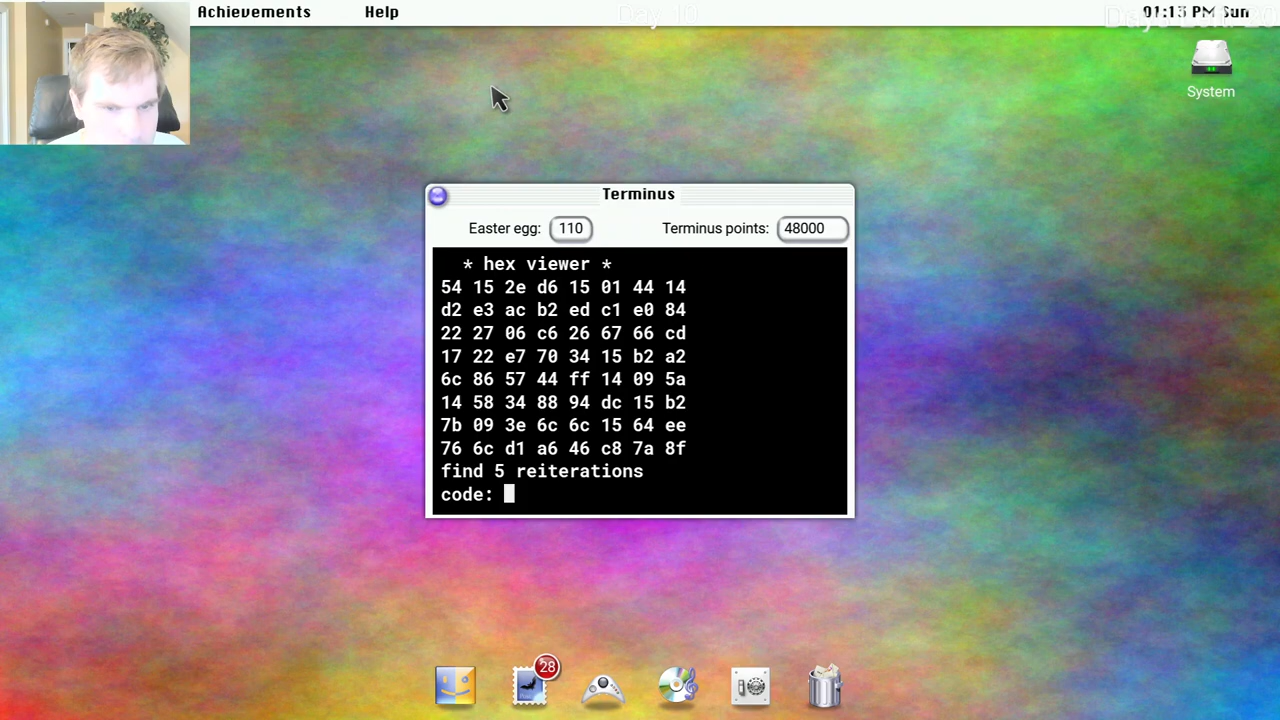 Achievements Help Day 10 01:13 PM Sun
System
Terminus
Easter egg: 110 Terminus points: 48000
* hex viewer *
54 15 2e d6 15 01 44 14
d2 e3 ac b2 ed c1 e0 84
22 27 06 c6 26 67 66 cd
17 22 e7 70 34 15 b2 a2
6c 86 57 44 ff 14 09 5a
14 58 34 88 94 dc 15 b2
7b 09 3e 6c 6c 15 64 ee
76 6c d1 a6 46 c8 7a 8f
find 5 reiterations
code:
28